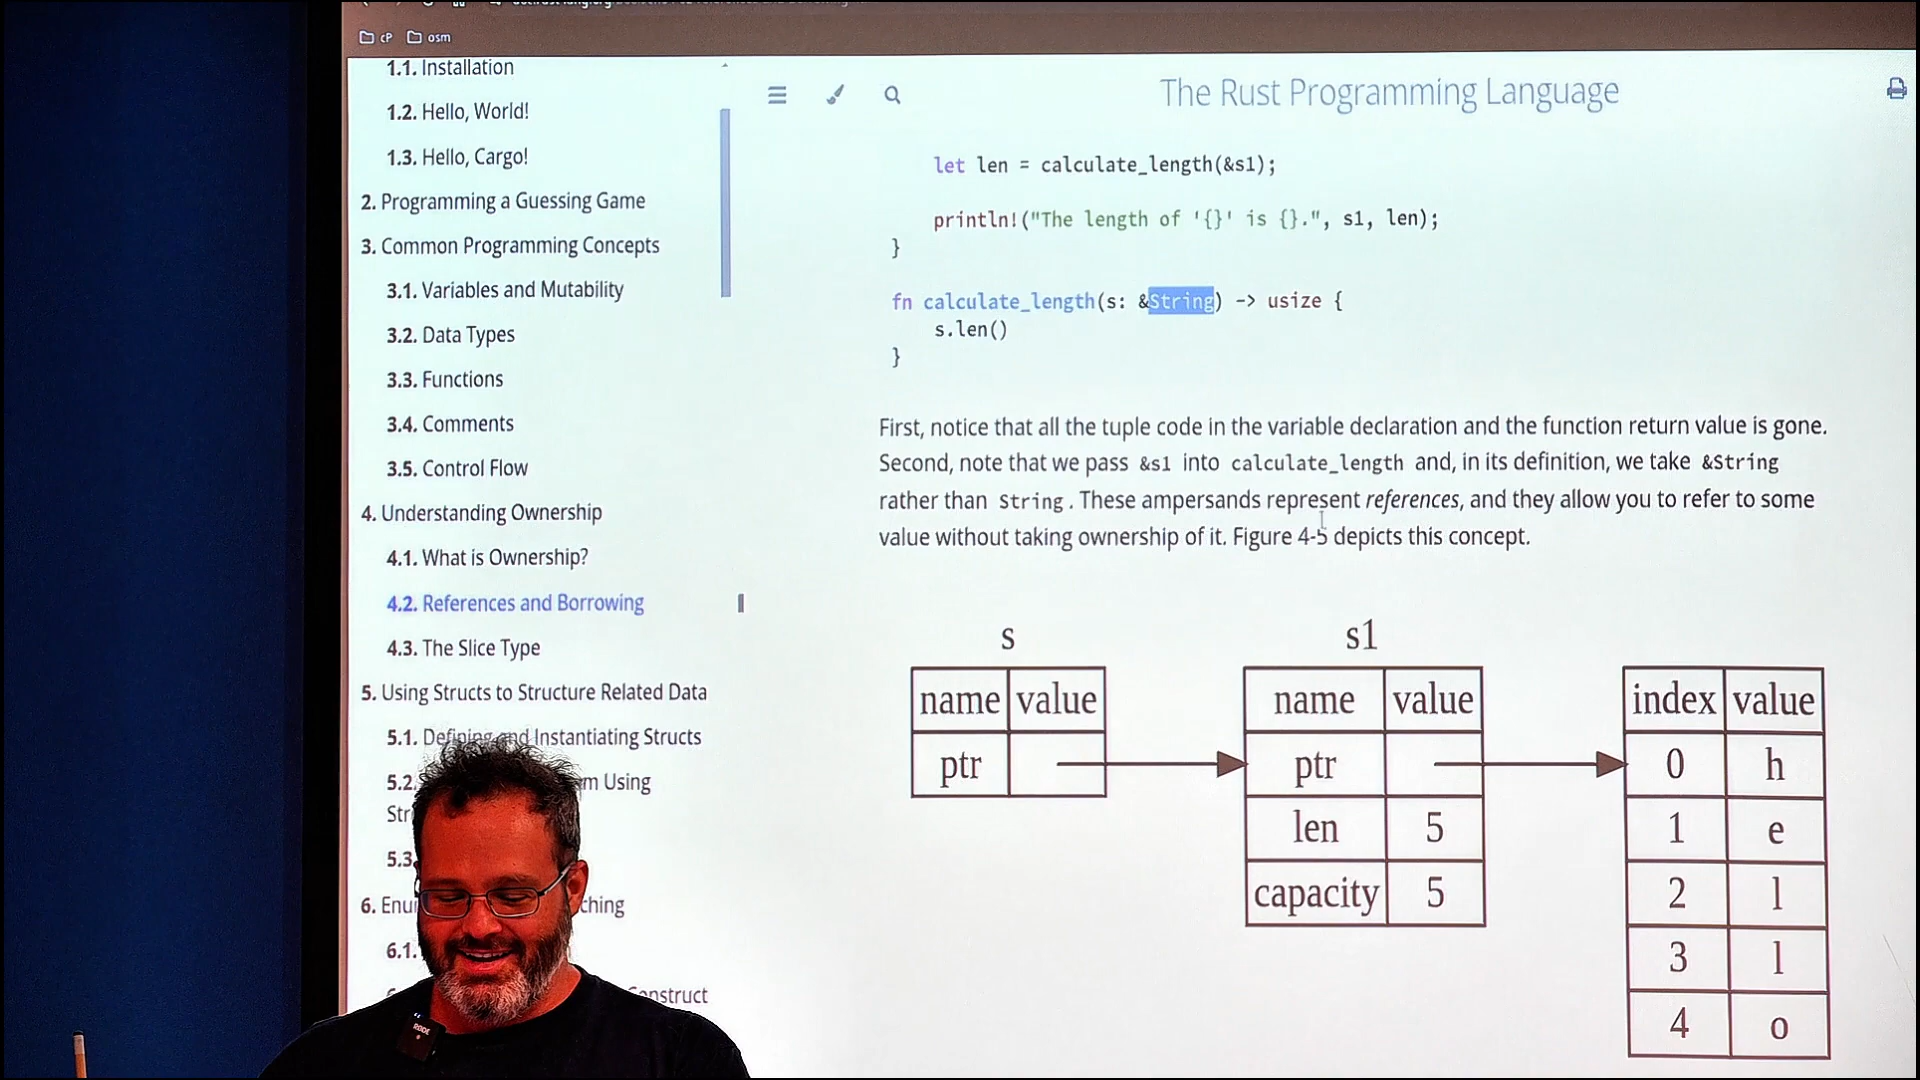 cP osm
1.1. Installation
1.2. Hello, World!
1.3. Hello, Cargo!
2. Programming a Guessing Game
3. Common Programming Concepts
3.1. Variables and Mutability
3.2. Data Types
3.3. Functions
3.4. Comments
3.5. Control Flow
4. Understanding Ownership
4.1. What is Ownership?
4.2. References and Borrowing
4.3. The Slice Type
5. Using Structs to Structure Related Data
5.1. Defining and Instantiating Structs
5.2. Using
5.3.
6.
6.1.
Construct
The Rust Programming Language
let len = calculate_length(&s1);
println!("The length of '{}' is {}.", s1, len);
}
fn calculate_length(s: &String) -> usize {
s.len()
}
First, notice that all the tuple code in the variable declaration and the function return value is gone.
Second, note that we pass &s1 into calculate_length and, in its definition, we take &String
rather than String. These ampersands represent references, and they allow you to refer to some
value without taking ownership of it. Figure 4-5 depicts this concept.
s
name value
ptr
s1
name value
ptr
len 5
capacity 5
index value
0 h
1 e
2 l
3 l
4 o
RODE